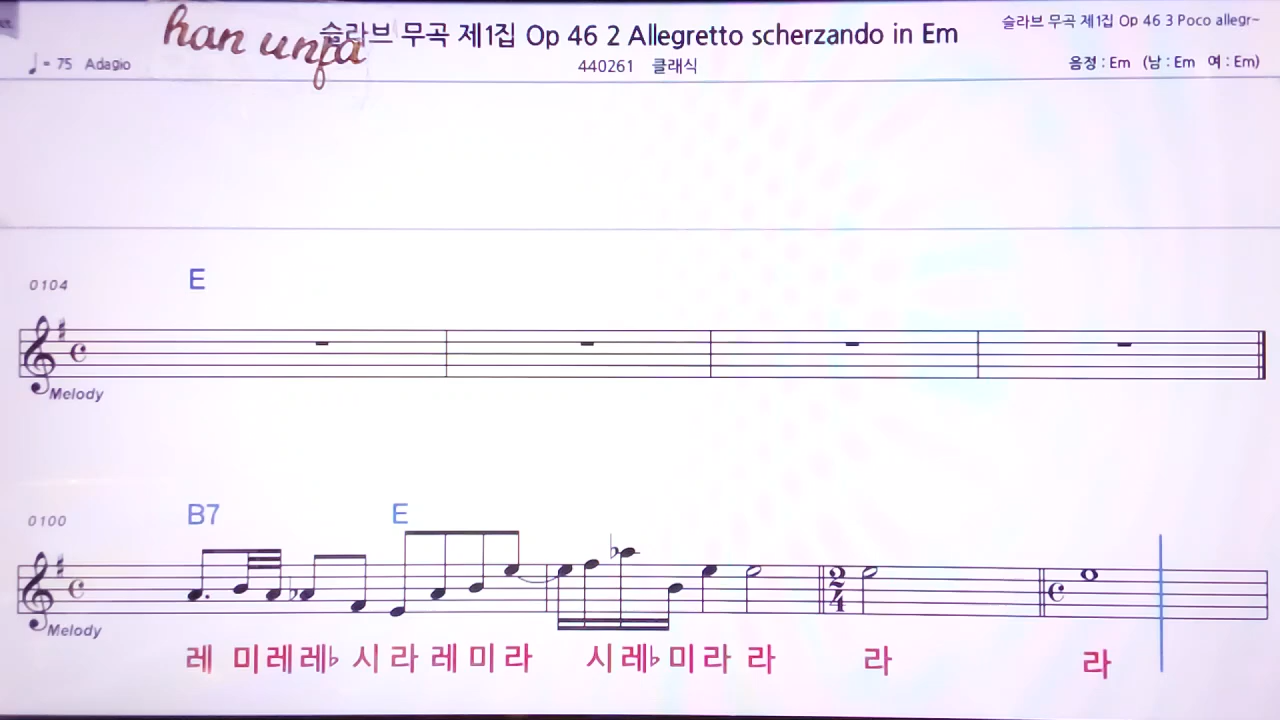 han unfa
슬라브 무곡 제1집 Op 46 2 Allegretto scherzando in Em
슬라브 무곡 제1집 Op 46 3 Poco allegr~
♩= 75 Adagio
440261 클래식
음정 : Em (남 : Em 여 : Em)
0104 E
Melody
0100 B7 E
2
4
Melody
레 미 레 레♭ 시 라 레 미 라 시 레♭ 미 라 라 라 라